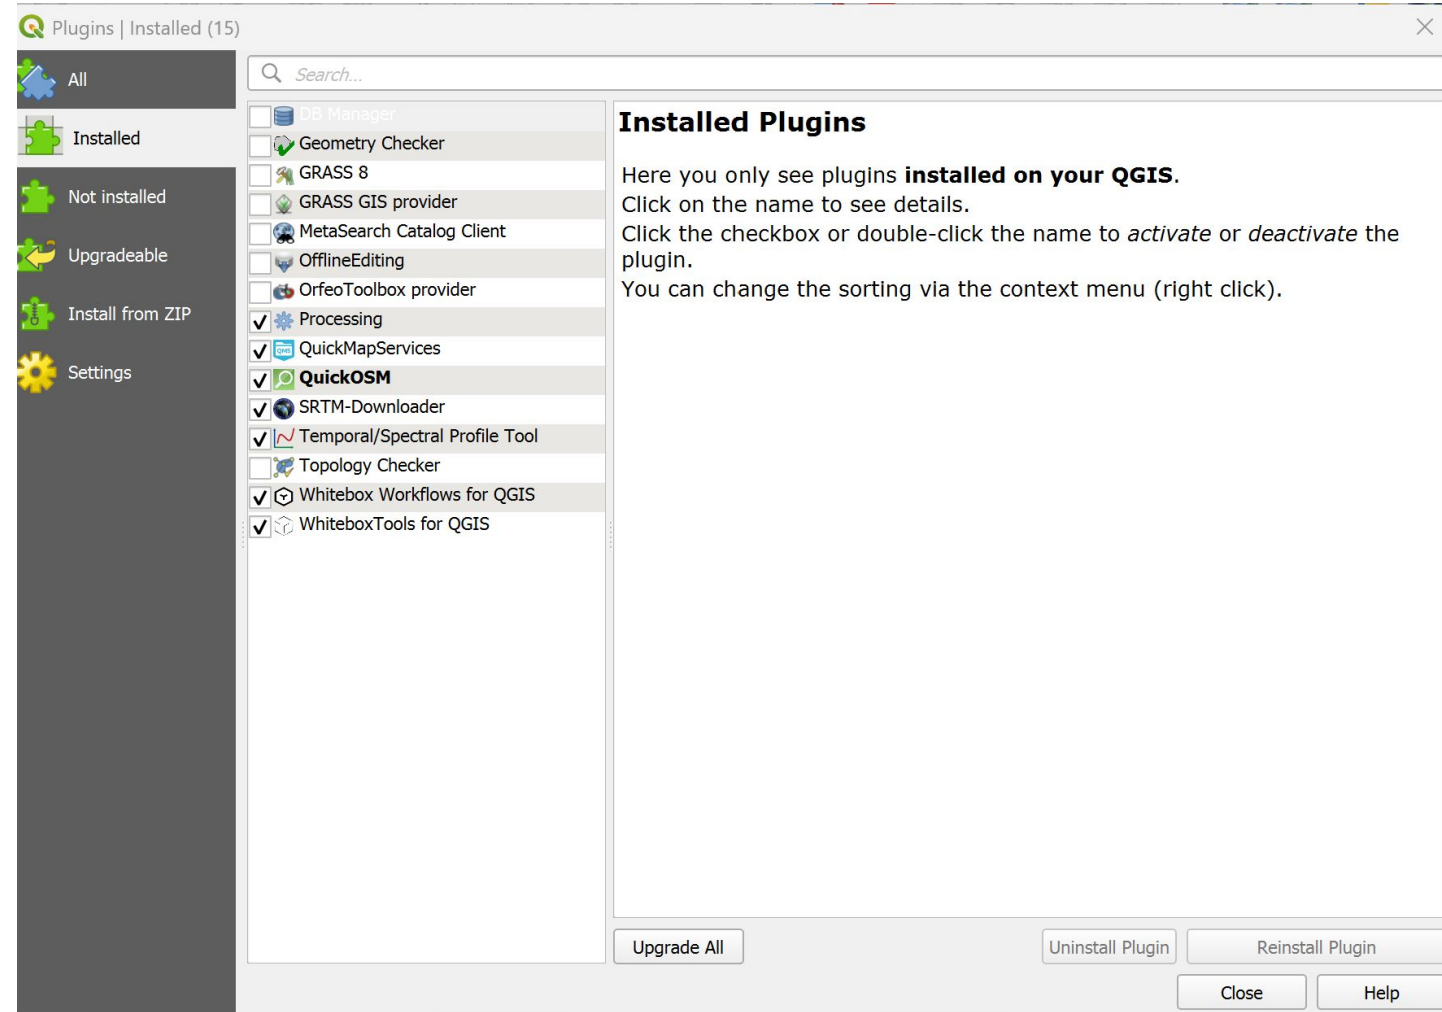 Plugins | Installed (15)
All
Installed
Not installed
Upgradeable
Install from ZIP
Settings
Search...
DB Manager
Geometry Checker
GRASS 8
GRASS GIS provider
MetaSearch Catalog Client
OfflineEditing
OrfeoToolbox provider
Processing
QMS
QuickMapServices
QuickOSM
SRTM-Downloader
Temporal/Spectral Profile Tool
Topology Checker
Whitebox Workflows for QGIS
WhiteboxTools for QGIS
Installed Plugins
Here you only see plugins installed on your QGIS.
Click on the name to see details.
Click the checkbox or double-click the name to activate or deactivate the
plugin.
You can change the sorting via the context menu (right click).
Upgrade All
Uninstall Plugin
Reinstall Plugin
Close
Help